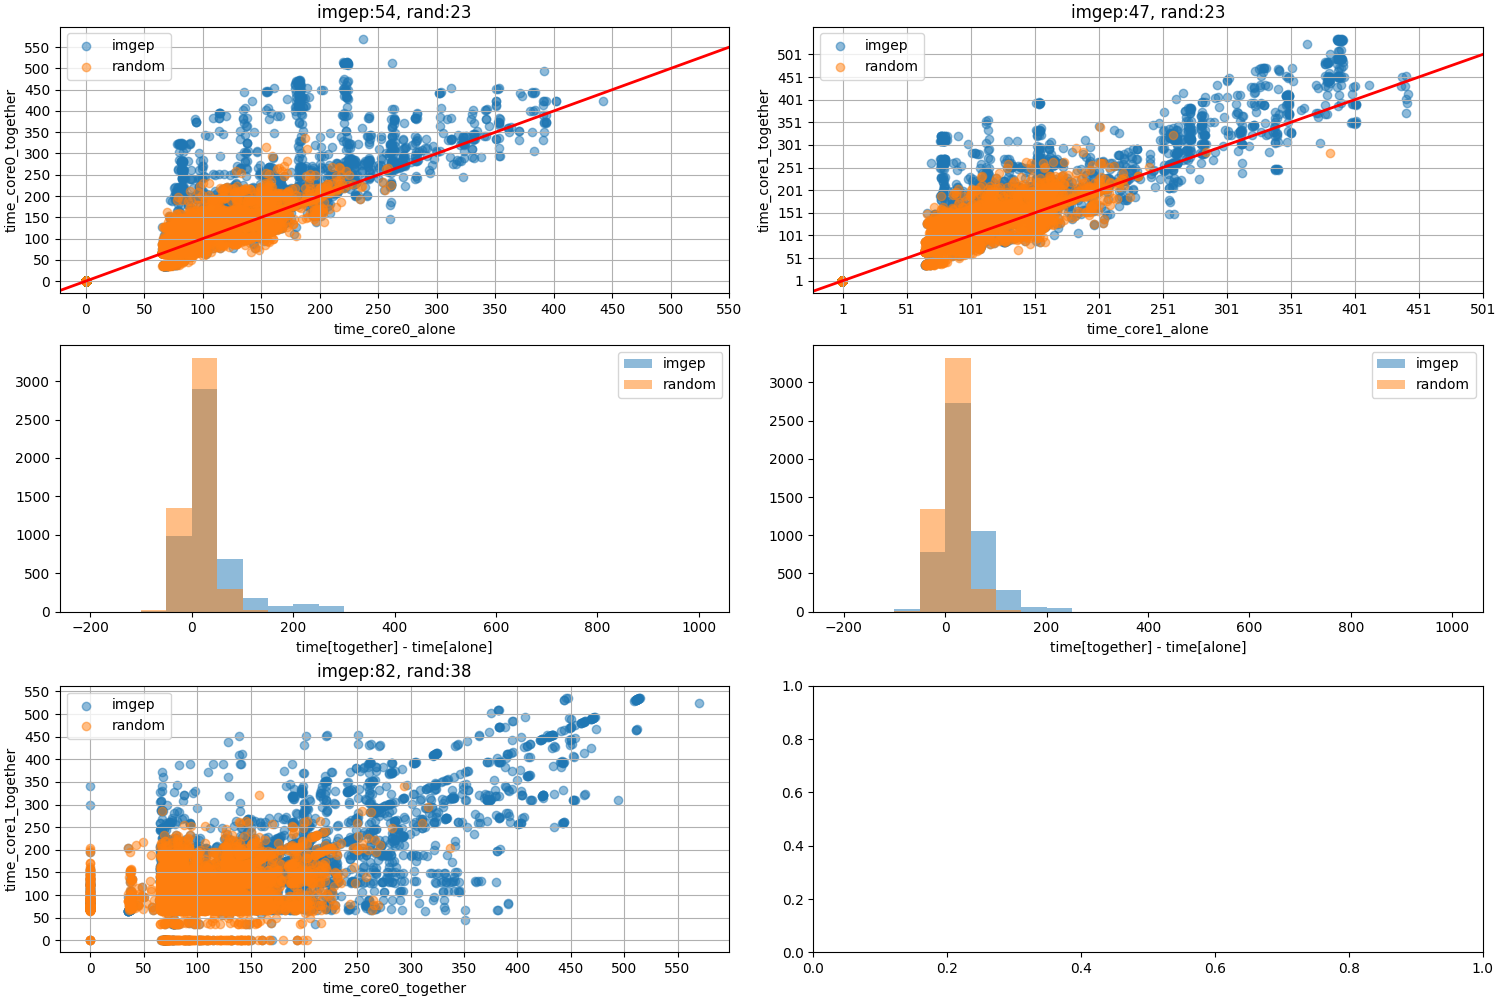 imgep:54, rand:23
imgep
random
time_core0_together
550
500
450
400
350
300
250
200
150
100
50
0
0 50 100 150 200 250 300 350 400 450 500 550
time_core0_alone
imgep:47, rand:23
imgep
random
time_core1_together
501
451
401
351
301
251
201
151
101
51
1
1 51 101 151 201 251 301 351 401 451 501
time_core1_alone
imgep
random
3000
2500
2000
1500
1000
500
0
−200 0 200 400 600 800 1000
time[together] - time[alone]
imgep
random
3000
2500
2000
1500
1000
500
0
−200 0 200 400 600 800 1000
time[together] - time[alone]
imgep:82, rand:38
imgep
random
time_core1_together
550
500
450
400
350
300
250
200
150
100
50
0
0 50 100 150 200 250 300 350 400 450 500 550
time_core0_together
1.0
0.8
0.6
0.4
0.2
0.0
0.0 0.2 0.4 0.6 0.8 1.0